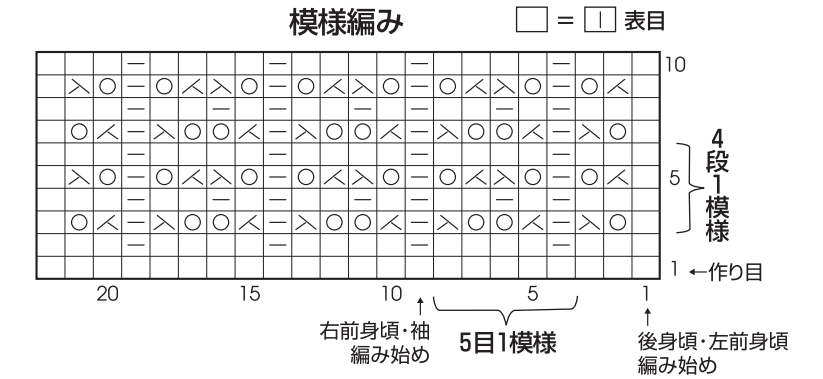 模様編み
□ = | 表目
10
5
4段1模様
1 ←作り目
20 15 10 5 1
右前身頃・袖
編み始め
5目1模様
後身頃・左前身頃
編み始め